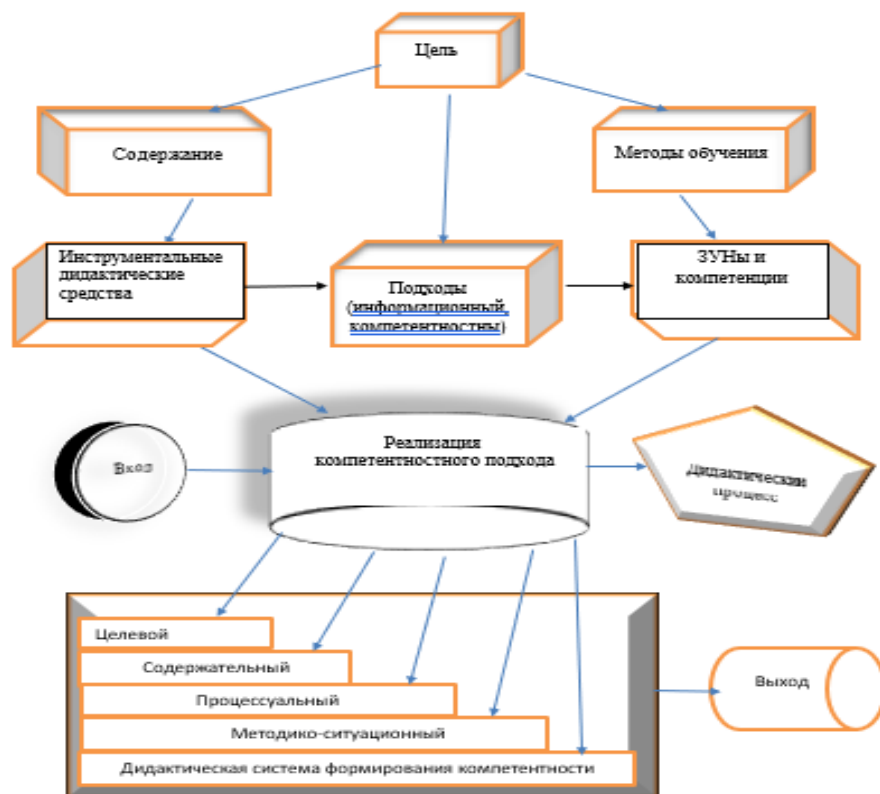 Цель
Содержание
Методы обучения
Инструментальные
дидактические
средства
Подходы
(информационный,
компетентностны)
ЗУНы и
компетенции
Вход
Реализация
компетентностного подхода
Дидактический
процесс
Целевой
Содержательный
Процессуальный
Методико-ситуационный
Дидактическая система формирования компетентности
Выход